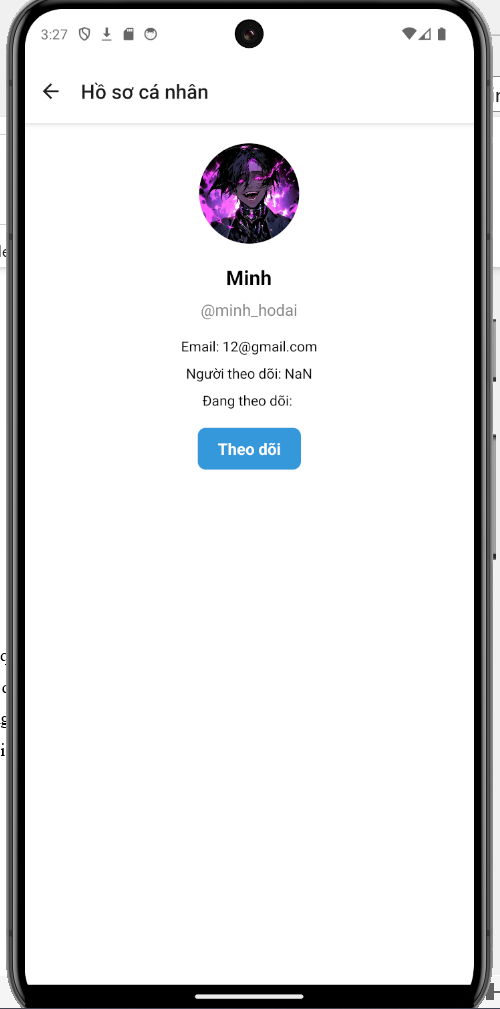 3:27
Hồ sơ cá nhân
Minh
@minh_hodai
Email: 12@gmail.com
Người theo dõi: NaN
Đang theo dõi:
Theo dõi